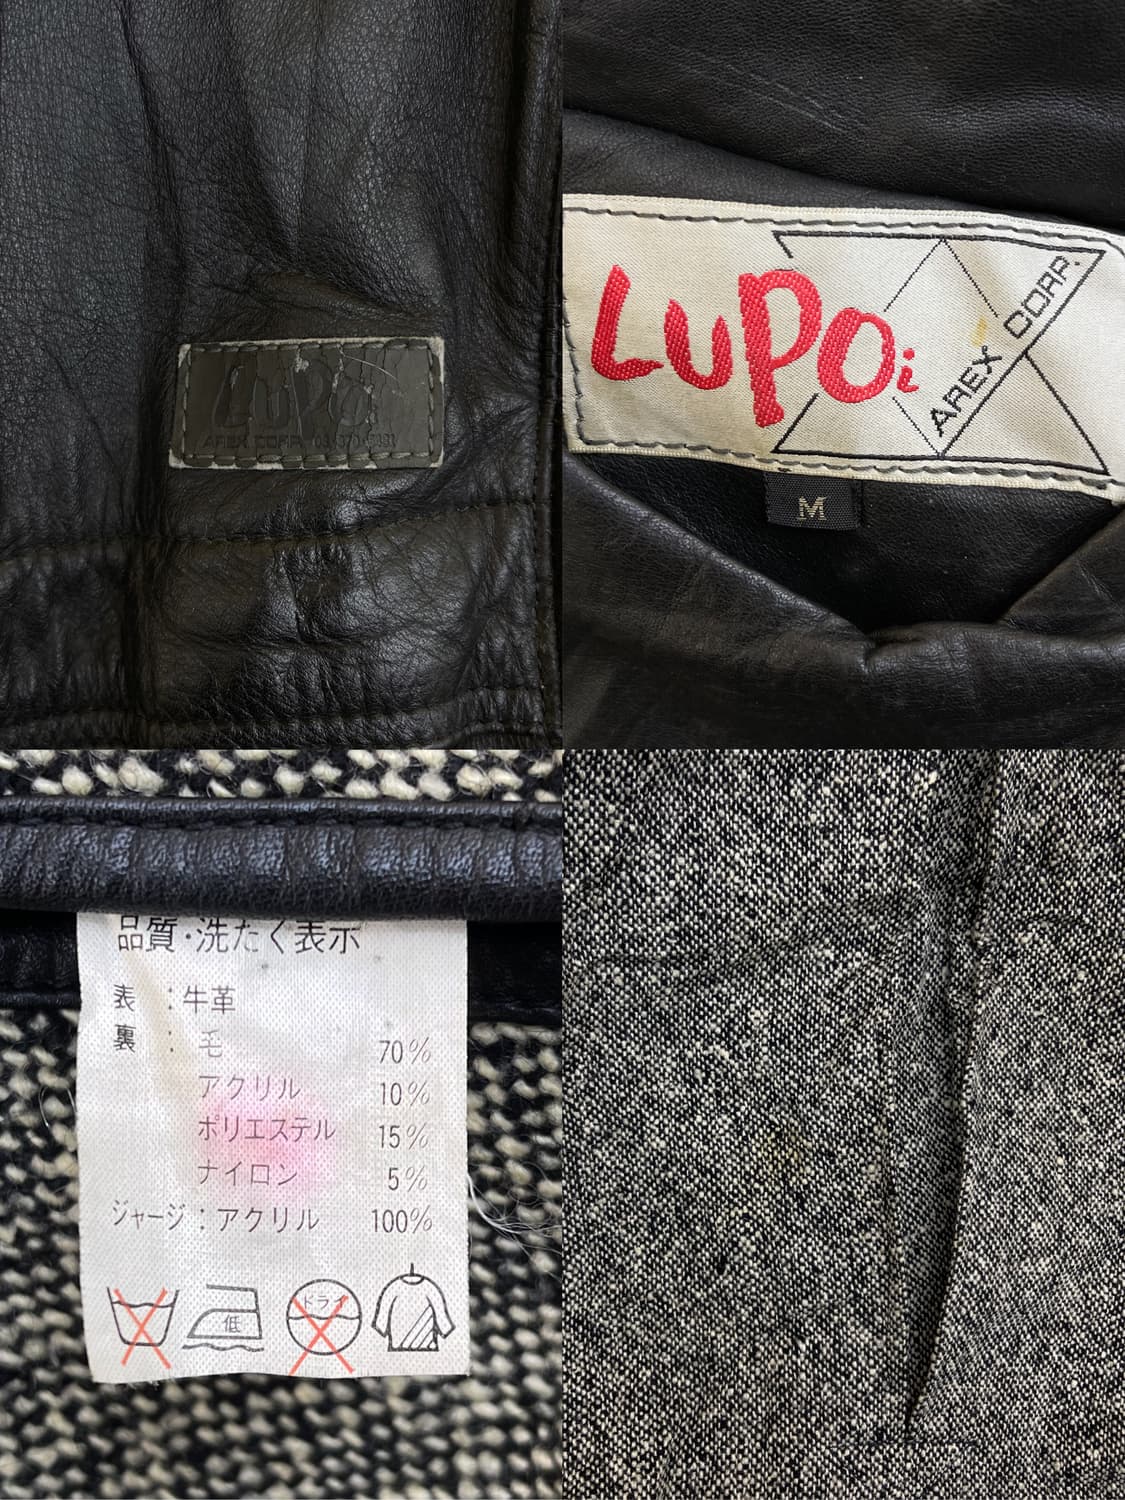 LUPOi
AREX CORP.
LUPOi
AREX CORP.
M
品質・洗たく表示
表 : 牛革
裏 : 毛 70%
アクリル 10%
ポリエステル 15%
ナイロン 5%
ジャージ : アクリル 100%
低
ドライ